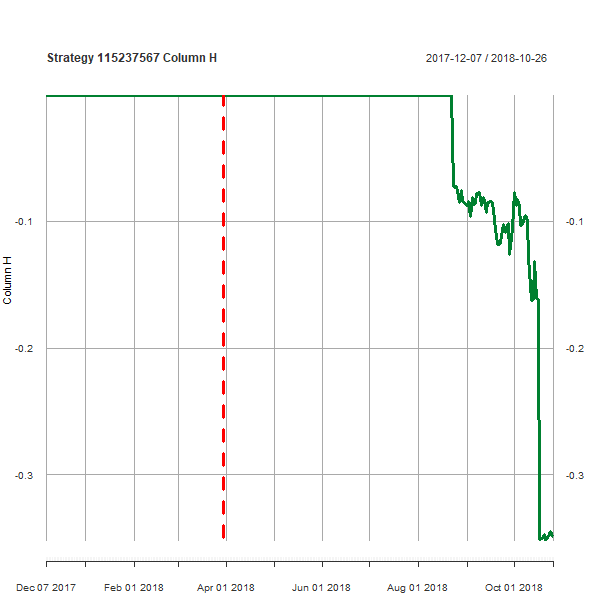 Strategy 115237567 Column H
2017-12-07 / 2018-10-26
-0.1
-0.1
Column H
-0.2
-0.2
-0.3
-0.3
Dec 07 2017
Feb 01 2018
Apr 01 2018
Jun 01 2018
Aug 01 2018
Oct 01 2018